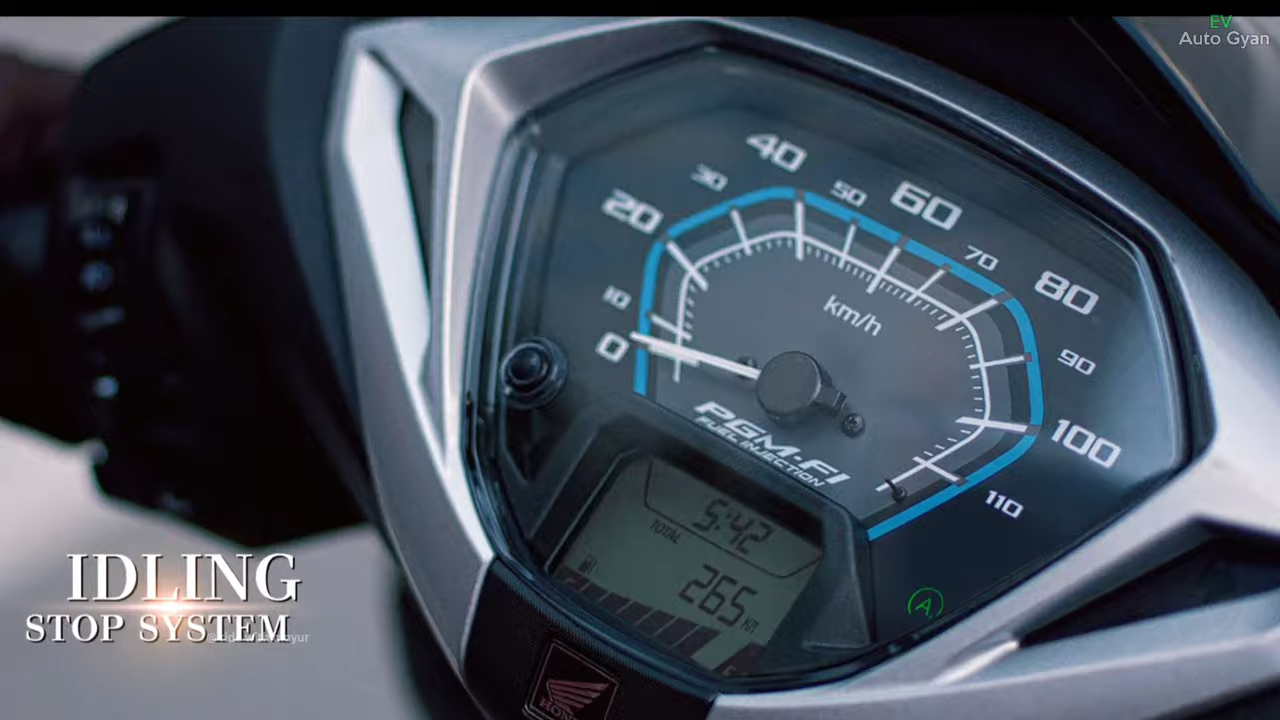 EV
Auto Gyan
40
30
50
60
20
70
80
10
km/h
0
90
PGM-FI
FUEL INJECTION
100
110
5:42
TOTAL
265 KM
A
IDLING
STOP SYSTEM
F
HONDA